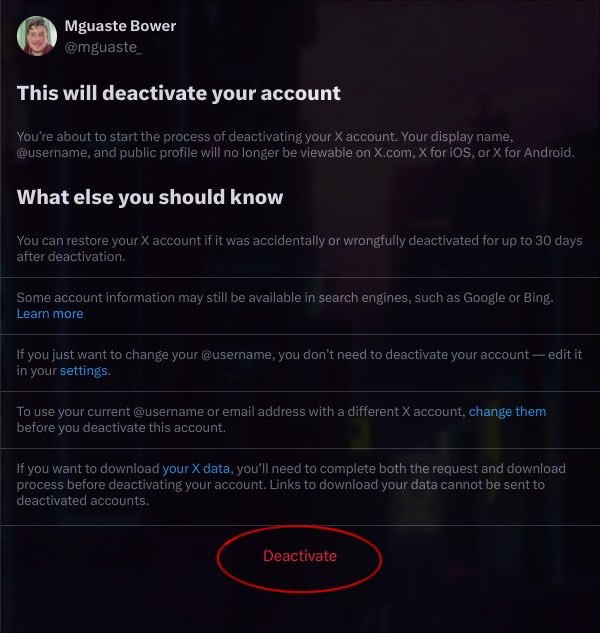 Mguaste Bower
@mguaste_
This will deactivate your account
You're about to start the process of deactivating your X account. Your display name,
@username, and public profile will no longer be viewable on X.com, X for iOS, or X for Android.
What else you should know
You can restore your X account if it was accidentally or wrongfully deactivated for up to 30 days
after deactivation.
Some account information may still be available in search engines, such as Google or Bing.
Learn more
If you just want to change your @username, you don't need to deactivate your account — edit it
in your settings.
To use your current @username or email address with a different X account, change them
before you deactivate this account.
If you want to download your X data, you'll need to complete both the request and download
process before deactivating your account. Links to download your data cannot be sent to
deactivated accounts.
Deactivate